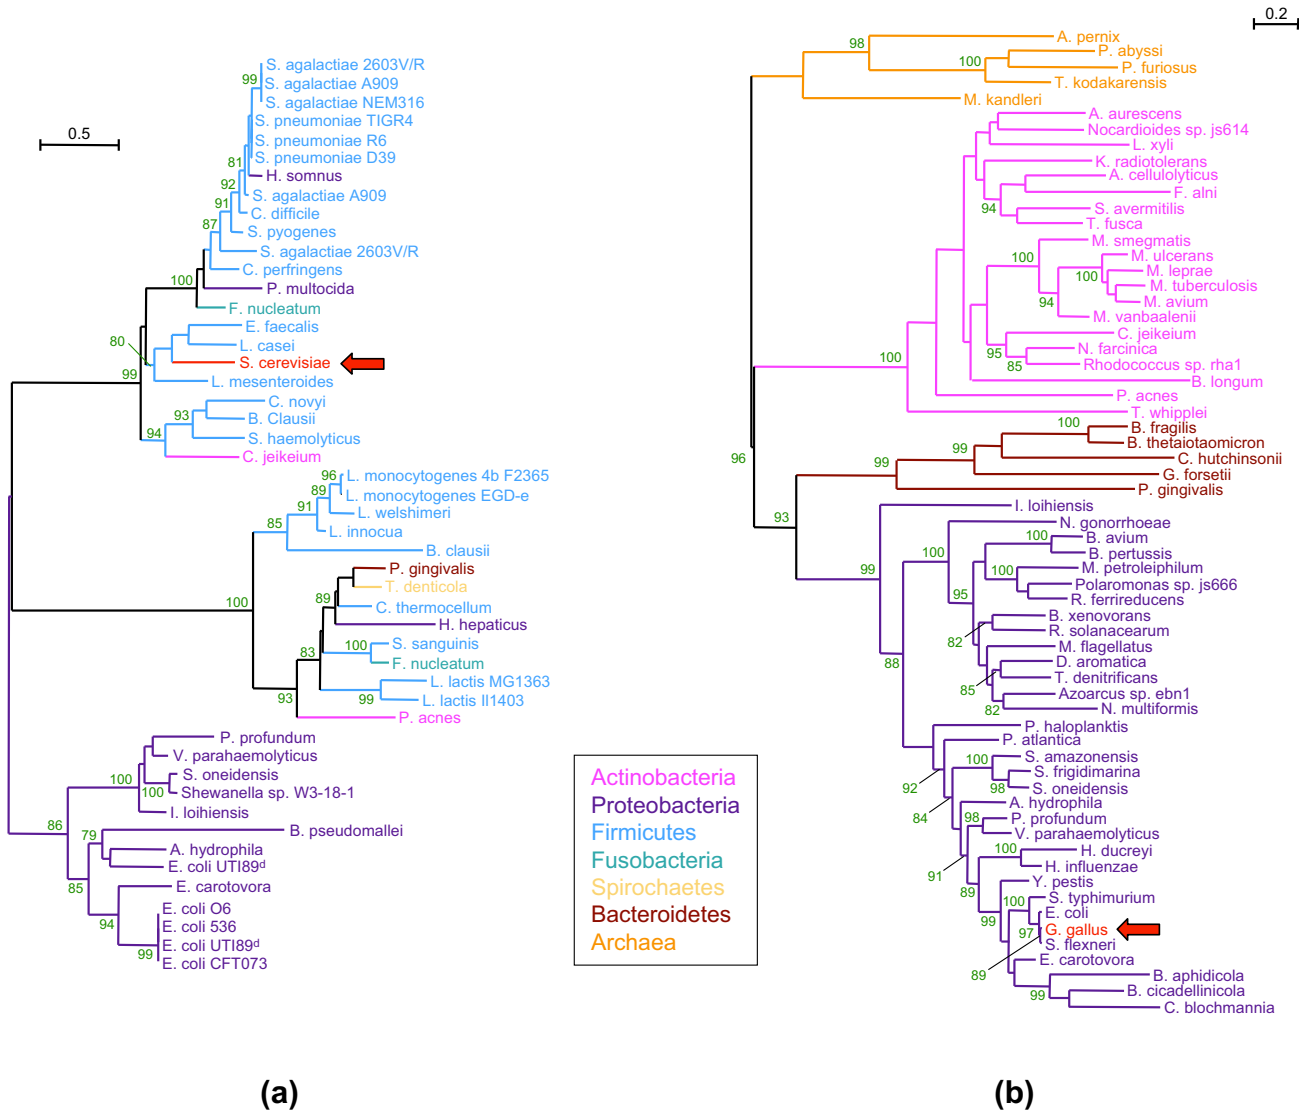 0.5
99
S. agalactiae 2603V/R
S. agalactiae A909
S. agalactiae NEM316
S. pneumoniae TIGR4
S. pneumoniae R6
S. pneumoniae D39
81
H. somnus
92
S. agalactiae A909
91
C. difficile
87
S. pyogenes
S. agalactiae 2603V/R
100
C. perfringens
P. multocida
F. nucleatum
80
E. faecalis
L. casei
S. cerevisiae
99
L. mesenteroides
C. novyi
93
B. Clausii
94
S. haemolyticus
C. jeikeium
96
L. monocytogenes 4b F2365
89
L. monocytogenes EGD-e
91
L. welshimeri
85
L. innocua
B. clausii
P. gingivalis
T. denticola
89
C. thermocellum
100
H. hepaticus
83
100
S. sanguinis
F. nucleatum
93
L. lactis MG1363
99
L. lactis Il1403
P. acnes
P. profundum
V. parahaemolyticus
100
S. oneidensis
100
Shewanella sp. W3-18-1
I. loihiensis
86
79
B. pseudomallei
A. hydrophila
E. coli UTI89d
85
E. carotovora
94
E. coli O6
E. coli 536
E. coli UTI89d
99
E. coli CFT073
(a)
Actinobacteria
Proteobacteria
Firmicutes
Fusobacteria
Spirochaetes
Bacteroidetes
Archaea
0.2
98
A. pernix
100
P. abyssi
P. furiosus
T. kodakarensis
M. kandleri
A. aurescens
Nocardioides sp. js614
L. xyli
K. radiotolerans
A. cellulolyticus
F. alni
94
S. avermitilis
T. fusca
M. smegmatis
100
M. ulcerans
100
M. leprae
M. tuberculosis
94
M. avium
M. vanbaalenii
C. jeikeium
95
N. farcinica
85
Rhodococcus sp. rha1
100
B. longum
P. acnes
T. whipplei
100
B. fragilis
99
B. thetaiotaomicron
96
99
C. hutchinsonii
G. forsetii
P. gingivalis
93
I. loihiensis
N. gonorrhoeae
100
100
B. avium
B. pertussis
99
100
M. petroleiphilum
95
Polaromonas sp. js666
R. ferrireducens
B. xenovorans
82
R. solanacearum
88
M. flagellatus
D. aromatica
85
T. denitrificans
Azoarcus sp. ebn1
82
N. multiformis
P. haloplanktis
P. atlantica
92
100
S. amazonensis
S. frigidimarina
98
S. oneidensis
84
A. hydrophila
98
P. profundum
V. parahaemolyticus
91
100
H. ducreyi
H. influenzae
89
Y. pestis
99
100
S. typhimurium
E. coli
97
G. gallus
S. flexneri
89
E. carotovora
B. aphidicola
99
B. cicadellinicola
C. blochmannia
(b)